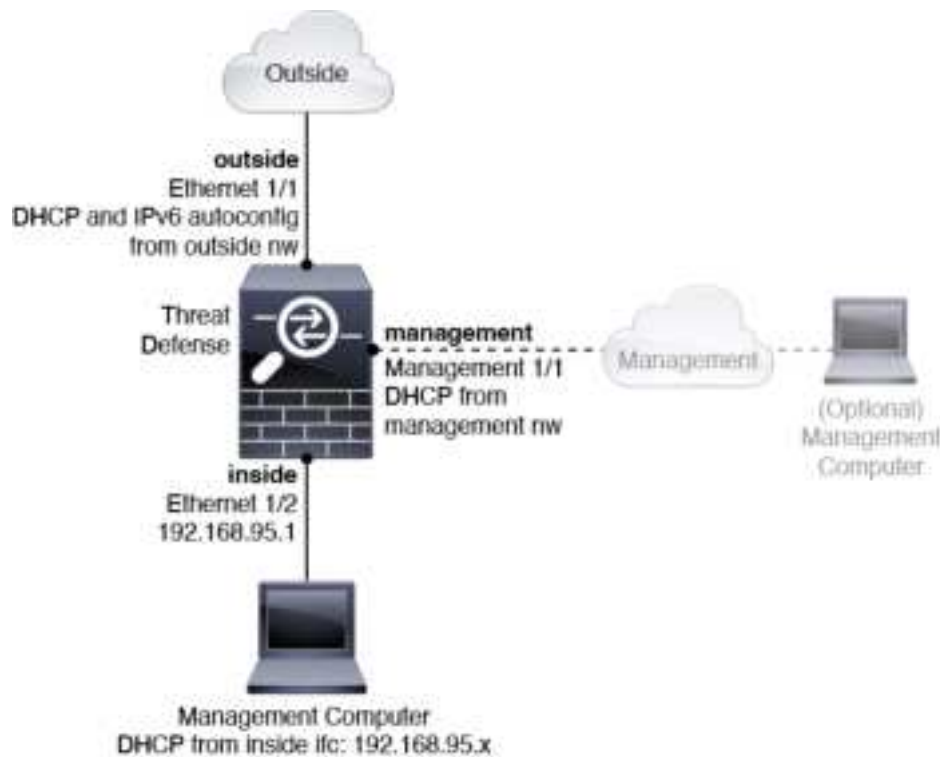 Outside
outside
Ethernet 1/1
DHCP and IPv6 autoconfig
from outside nw
Threat
Defense
management
Management 1/1
DHCP from
management nw
Management
(Optional)
Management
Computer
inside
Ethernet 1/2
192.168.95.1
Management Computer
DHCP from inside ifc: 192.168.95.x